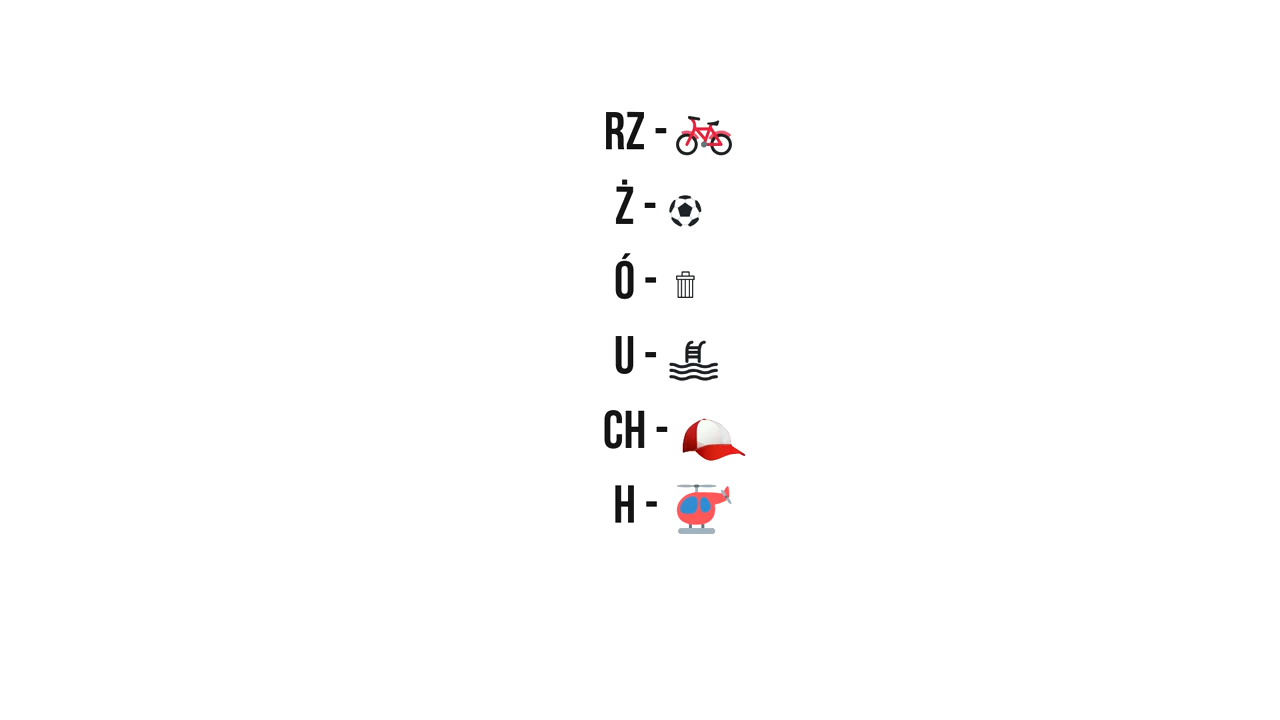 RZ -
Ż -
Ó -
U -
CH -
H -